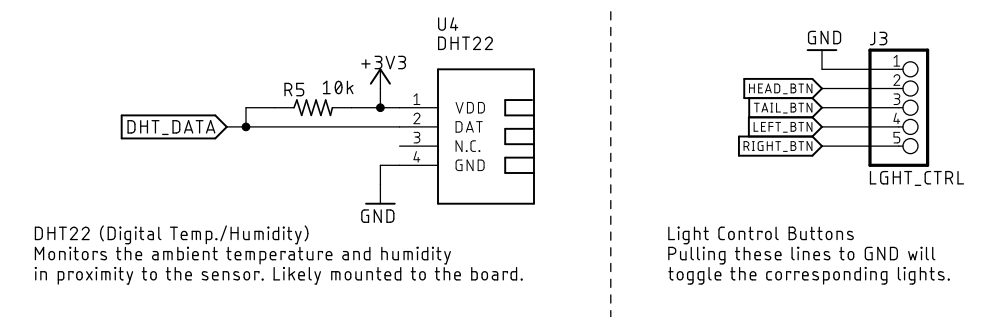 U4
DHT22
+3V3
R5 10k
DHT_DATA
1 VDD
2 DAT
3 N.C.
4 GND
GND
DHT22 (Digital Temp./Humidity)
Monitors the ambient temperature and humidity
in proximity to the sensor. Likely mounted to the board.
GND J3
1
HEAD_BTN 2
TAIL_BTN 3
LEFT_BTN 4
RIGHT_BTN 5
LGHT_CTRL
Light Control Buttons
Pulling these lines to GND will
toggle the corresponding lights.